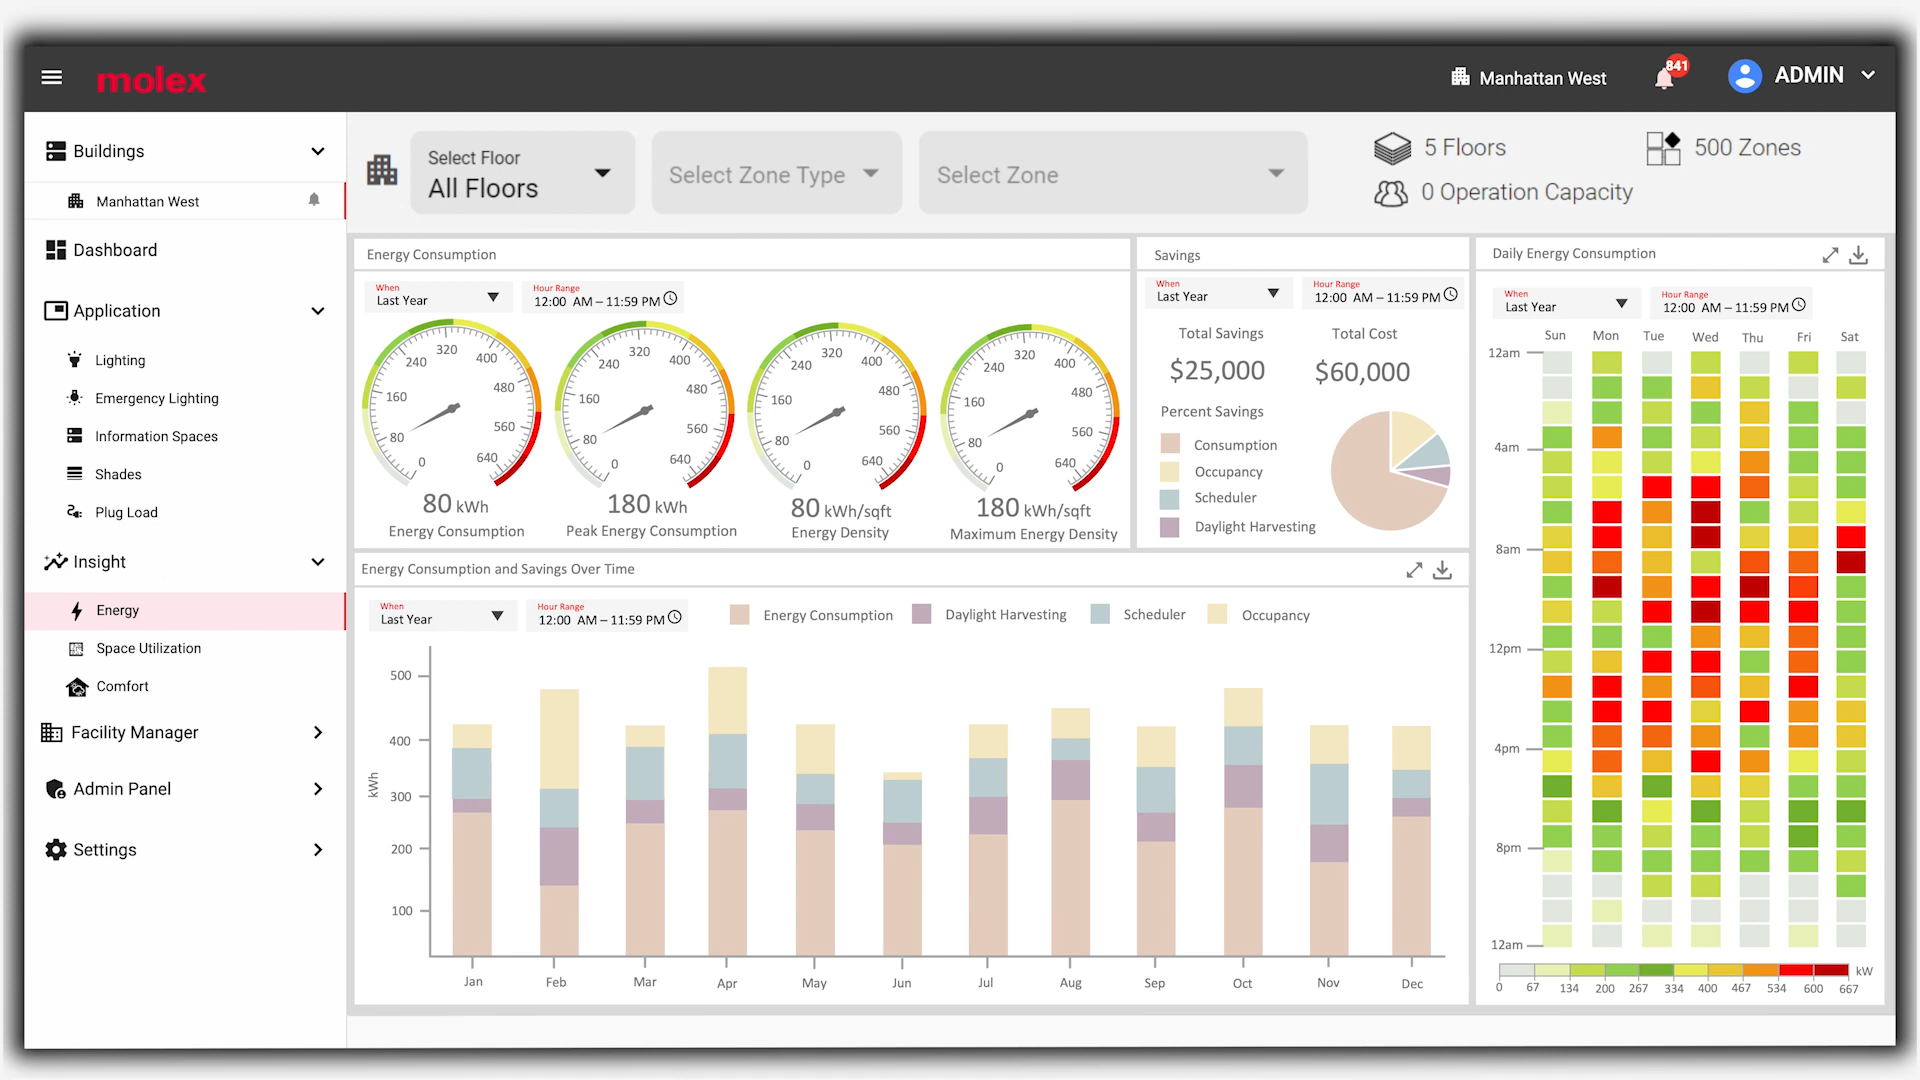 molex
Manhattan West
841
ADMIN
Buildings
Manhattan West
Dashboard
Application
Lighting
Emergency Lighting
Information Spaces
Shades
Plug Load
Insight
Energy
Space Utilization
Comfort
Facility Manager
Admin Panel
Settings
Select Floor
All Floors
Select Zone Type
Select Zone
5 Floors
500 Zones
0 Operation Capacity
Energy Consumption
When
Last Year
Hour Range
12:00 AM – 11:59 PM
0 80 160 240 320 400 480 560 640
80 kWh
Energy Consumption
0 80 160 240 320 400 480 560 640
180 kWh
Peak Energy Consumption
0 80 160 240 320 400 480 560 640
80 kWh/sqft
Energy Density
0 80 160 240 320 400 480 560 640
180 kWh/sqft
Maximum Energy Density
Savings
When
Last Year
Hour Range
12:00 AM – 11:59 PM
Total Savings
$25,000
Total Cost
$60,000
Percent Savings
Consumption
Occupancy
Scheduler
Daylight Harvesting
Energy Consumption and Savings Over Time
When
Last Year
Hour Range
12:00 AM – 11:59 PM
Energy Consumption
Daylight Harvesting
Scheduler
Occupancy
kWh
500
400
300
200
100
Jan Feb Mar Apr May Jun Jul Aug Sep Oct Nov Dec
Daily Energy Consumption
When
Last Year
Hour Range
12:00 AM – 11:59 PM
Sun Mon Tue Wed Thu Fri Sat
12am
4am
8am
12pm
4pm
8pm
12am
kW
0 67 134 200 267 334 400 467 534 600 667